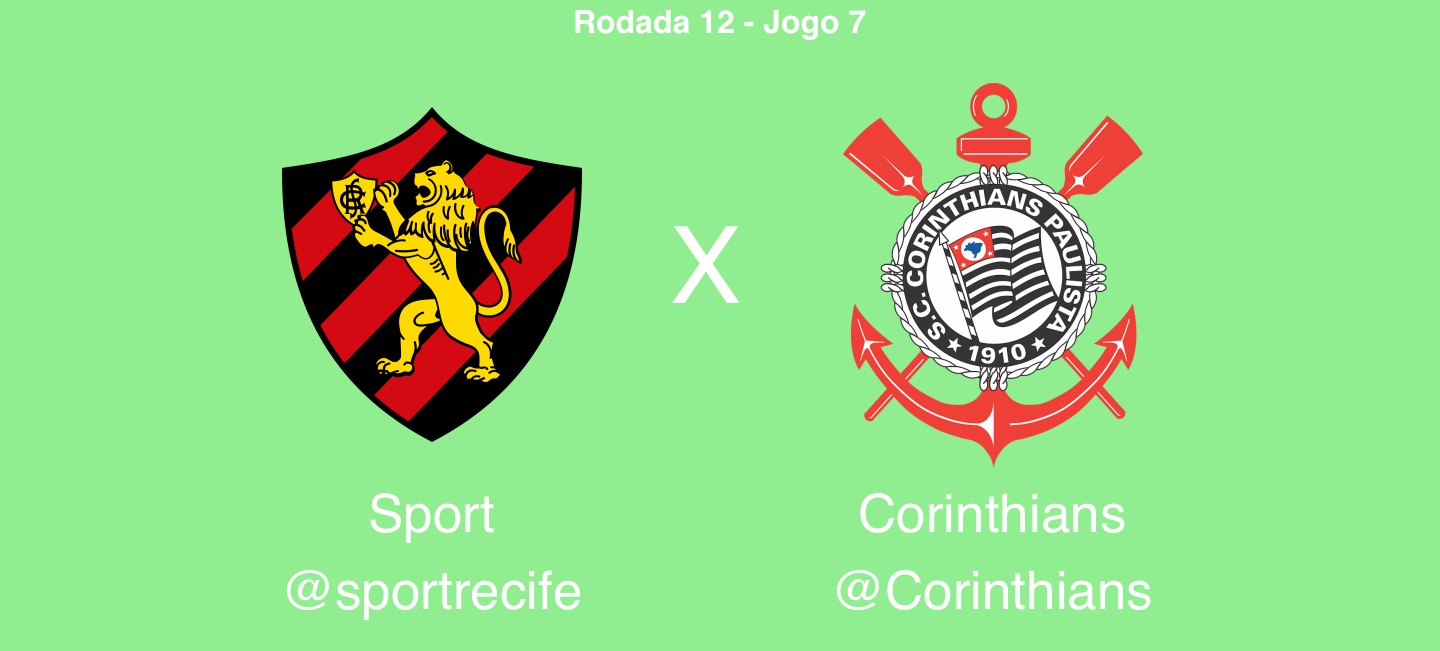 Rodada 12 - Jogo 7
X
S.C. CORINTHIANS PAULISTA
★ 1910 ★
Sport
Corinthians
@sportrecife
@Corinthians